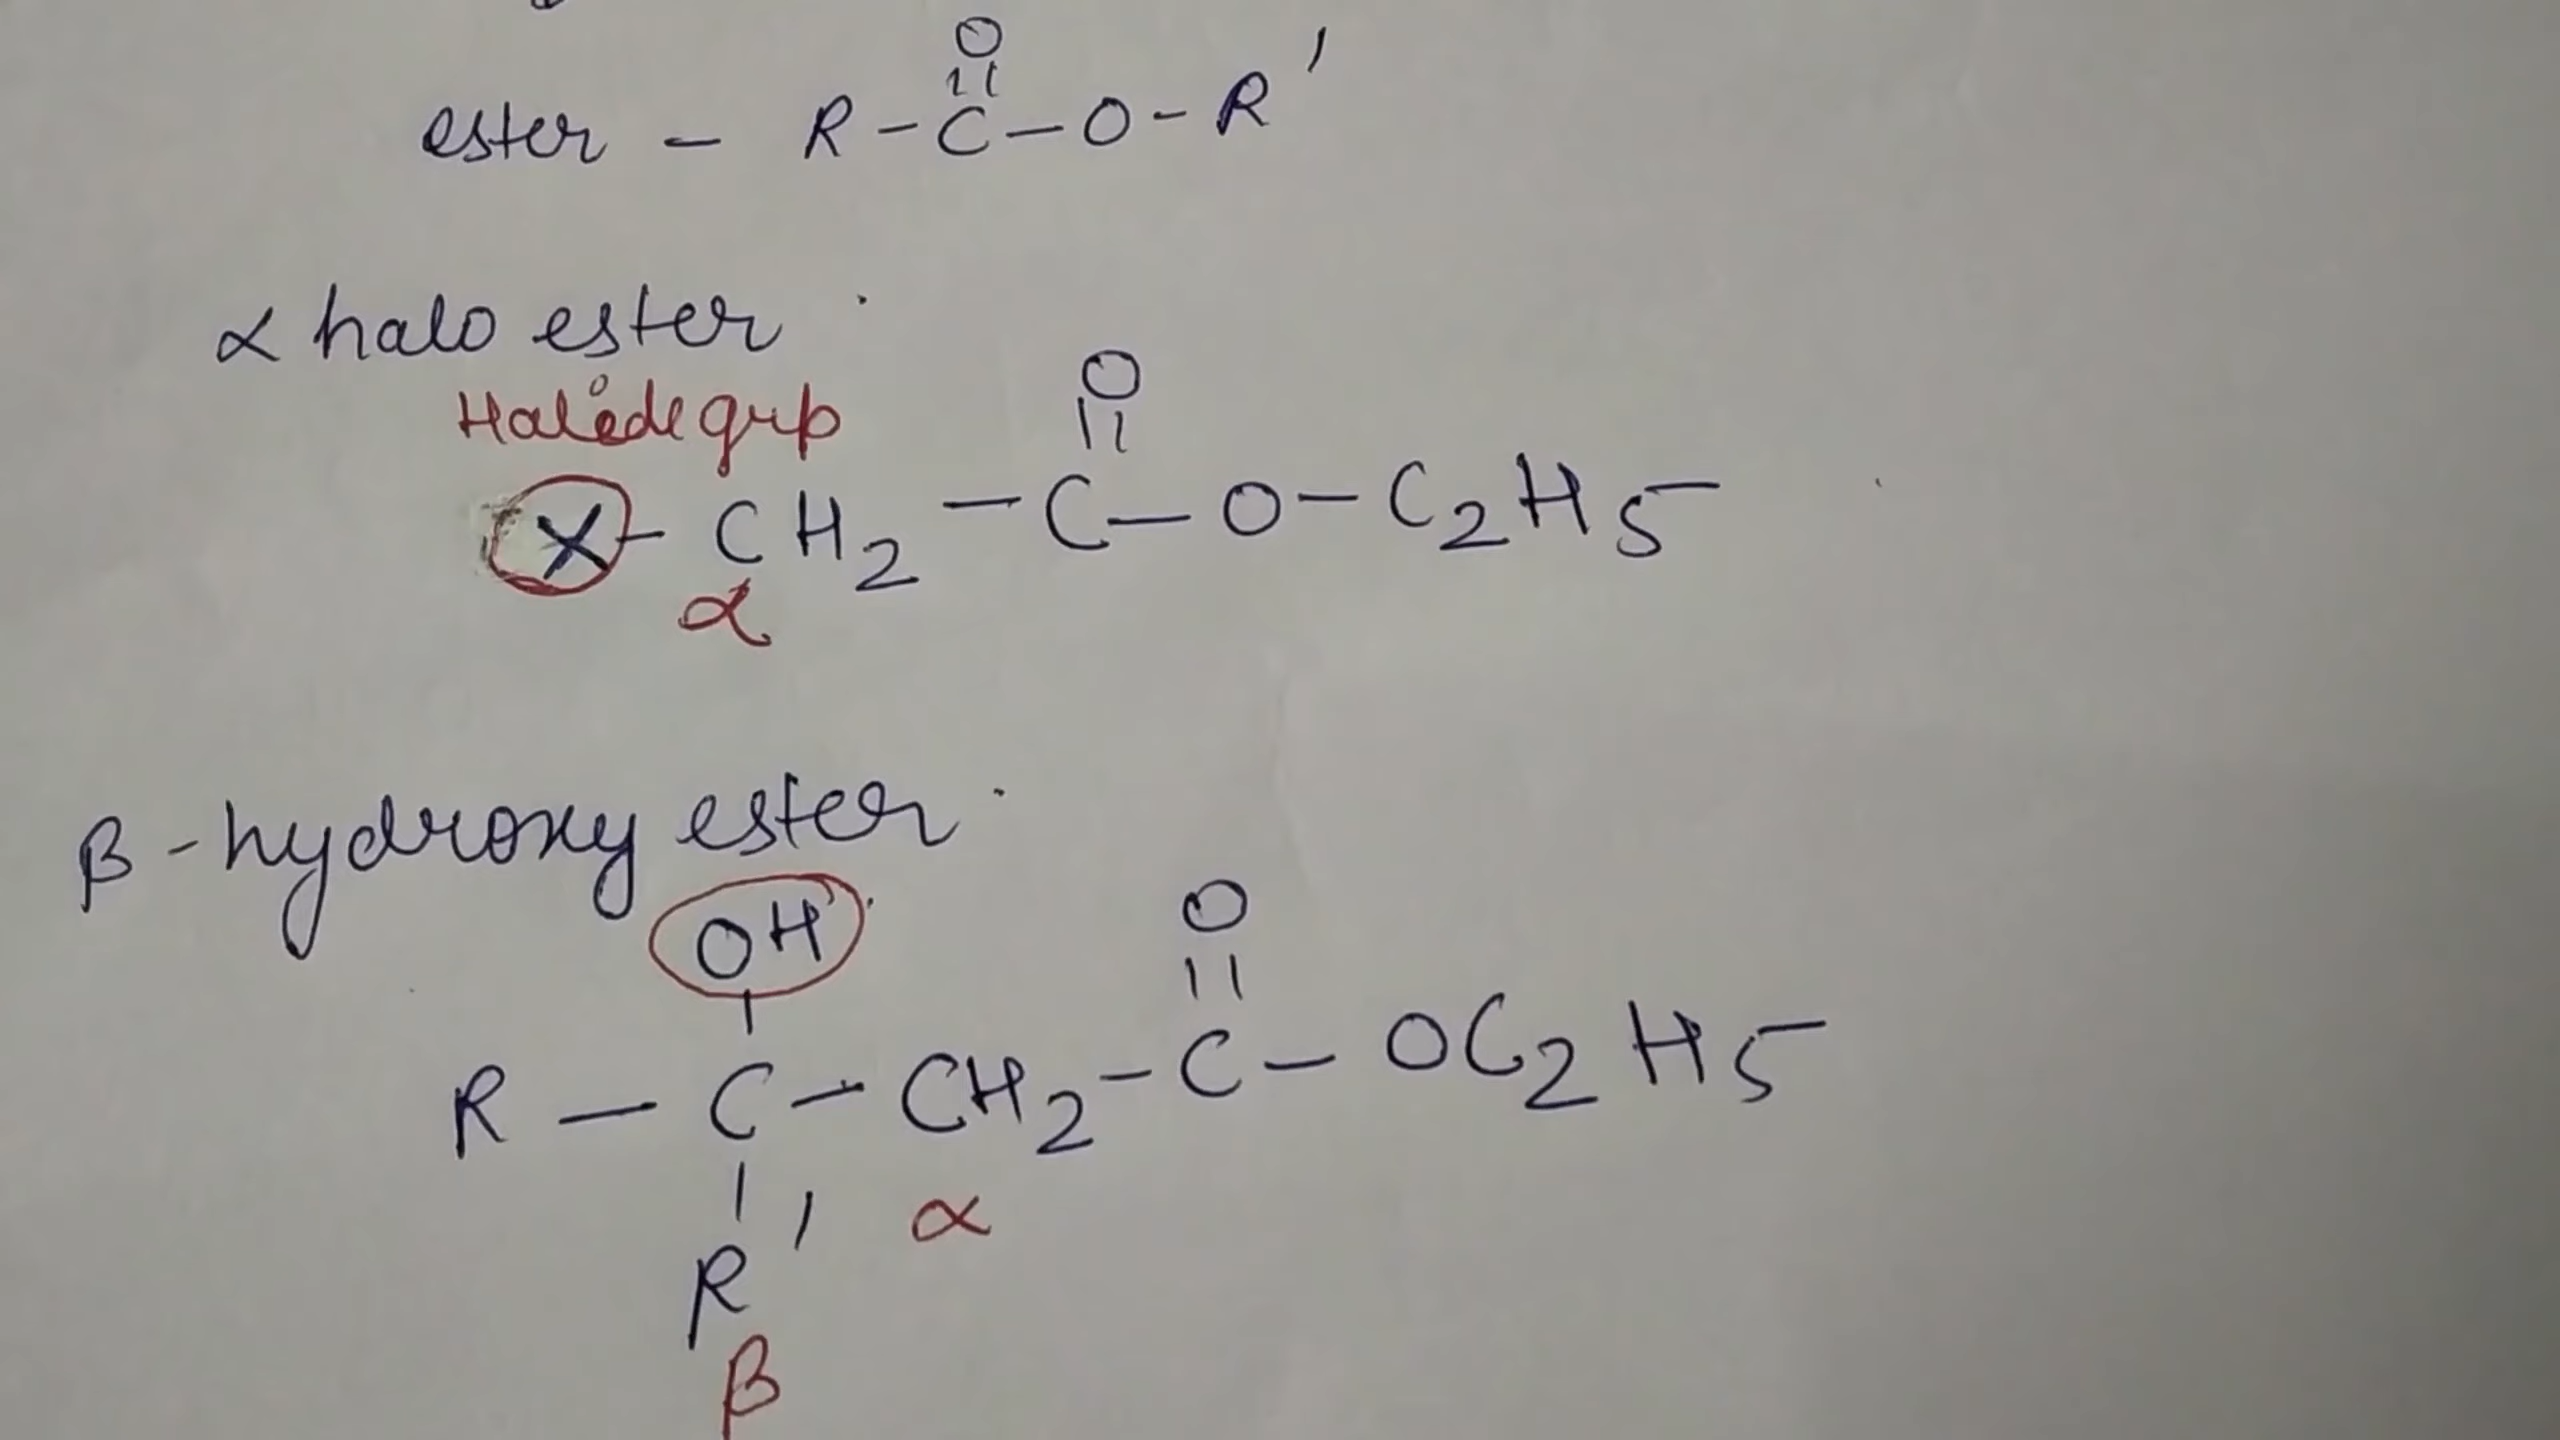 ester - R - C - O - R'
O
||
α halo ester
Halide grp
O
||
X - CH2 - C - O - C2H5
α
β - hydroxy ester
OH
O
||
R - C - CH2 - C - OC2H5
R' α
β